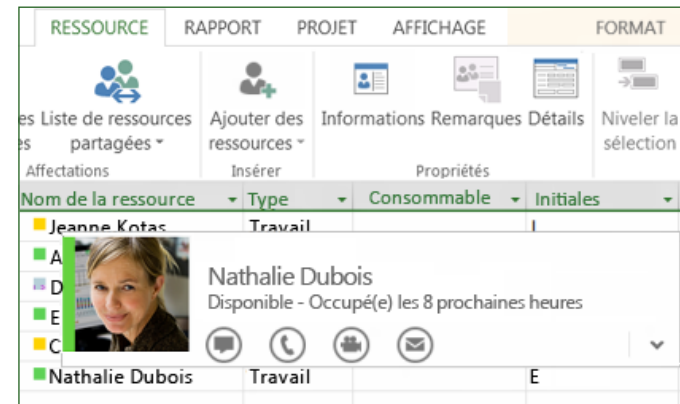 RESSOURCE RAPPORT PROJET AFFICHAGE FORMAT
es Liste de ressources Ajouter des Informations Remarques Détails Niveler la
es partagées ressources sélection
Affectations Insérer Propriétés
Nom de la ressource Type Consommable Initiales
Jeanne Kotas Travail J
A
D
E
C
Nathalie Dubois
Disponible - Occupé(e) les 8 prochaines heures
Nathalie Dubois Travail E